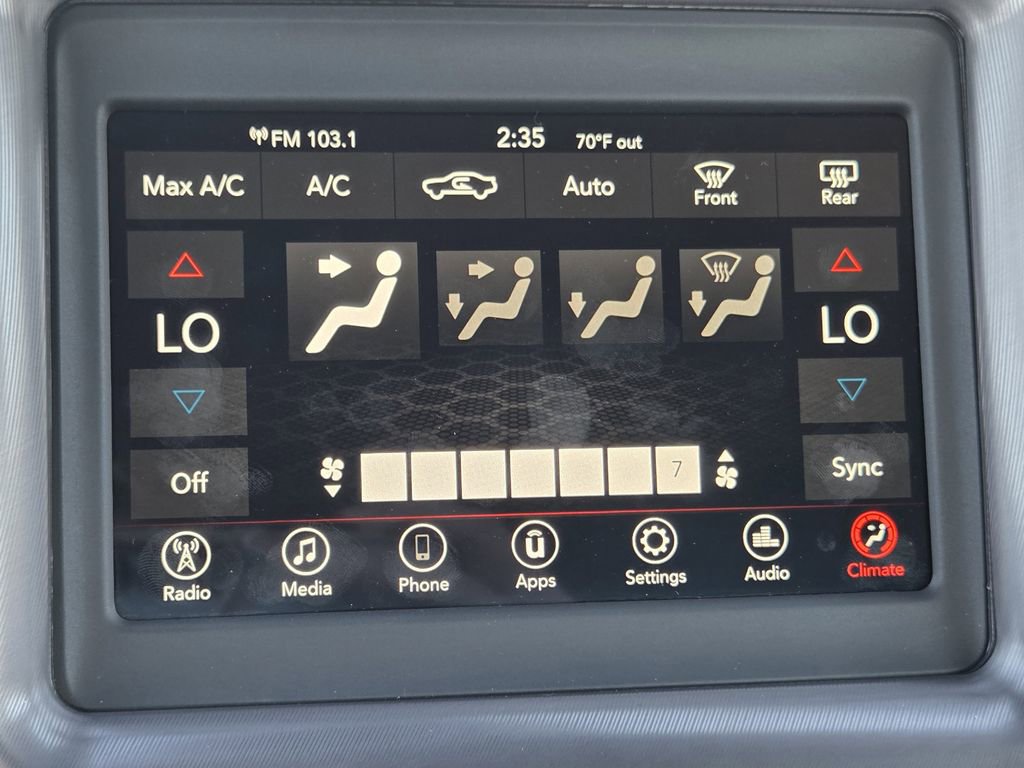 FM 103.1 2:35 70°F out
Max A/C A/C Auto Front Rear
LO LO
7
Off Sync
Radio Media Phone Apps Settings Audio Climate